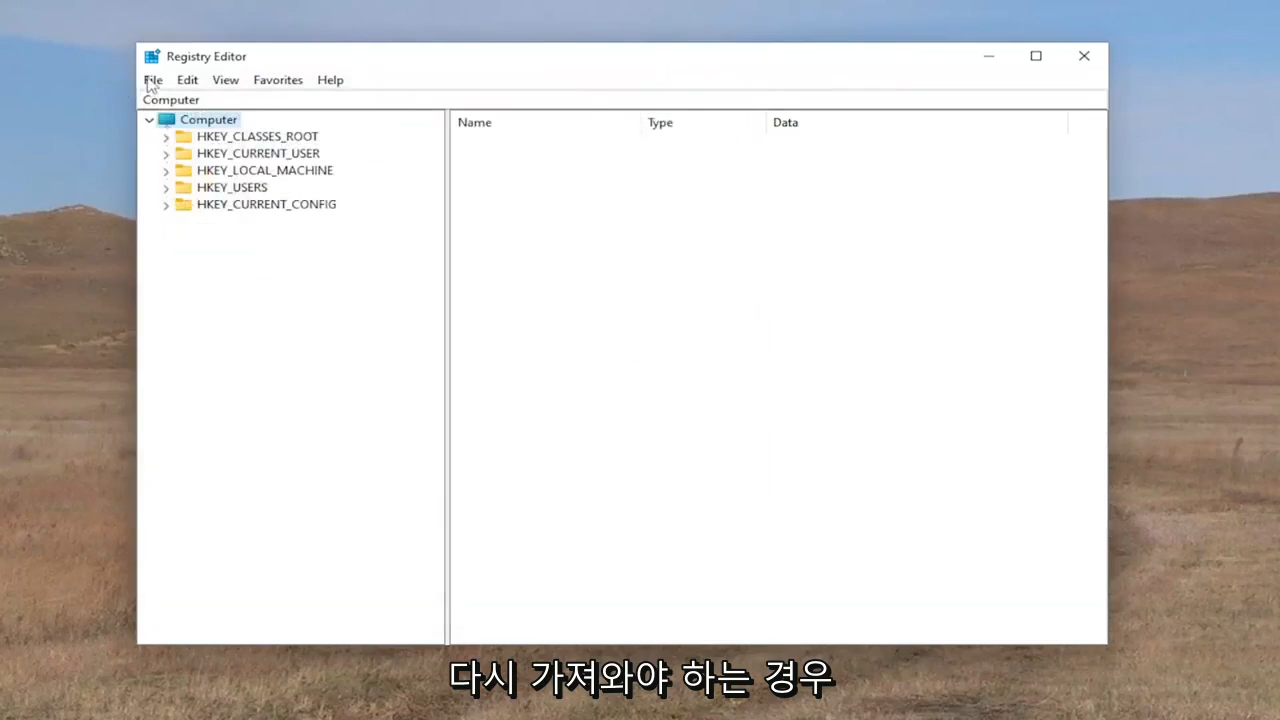 Registry Editor
File Edit View Favorites Help
Computer
Computer
HKEY_CLASSES_ROOT
HKEY_CURRENT_USER
HKEY_LOCAL_MACHINE
HKEY_USERS
HKEY_CURRENT_CONFIG
Name Type Data
다시 가져와야 하는 경우